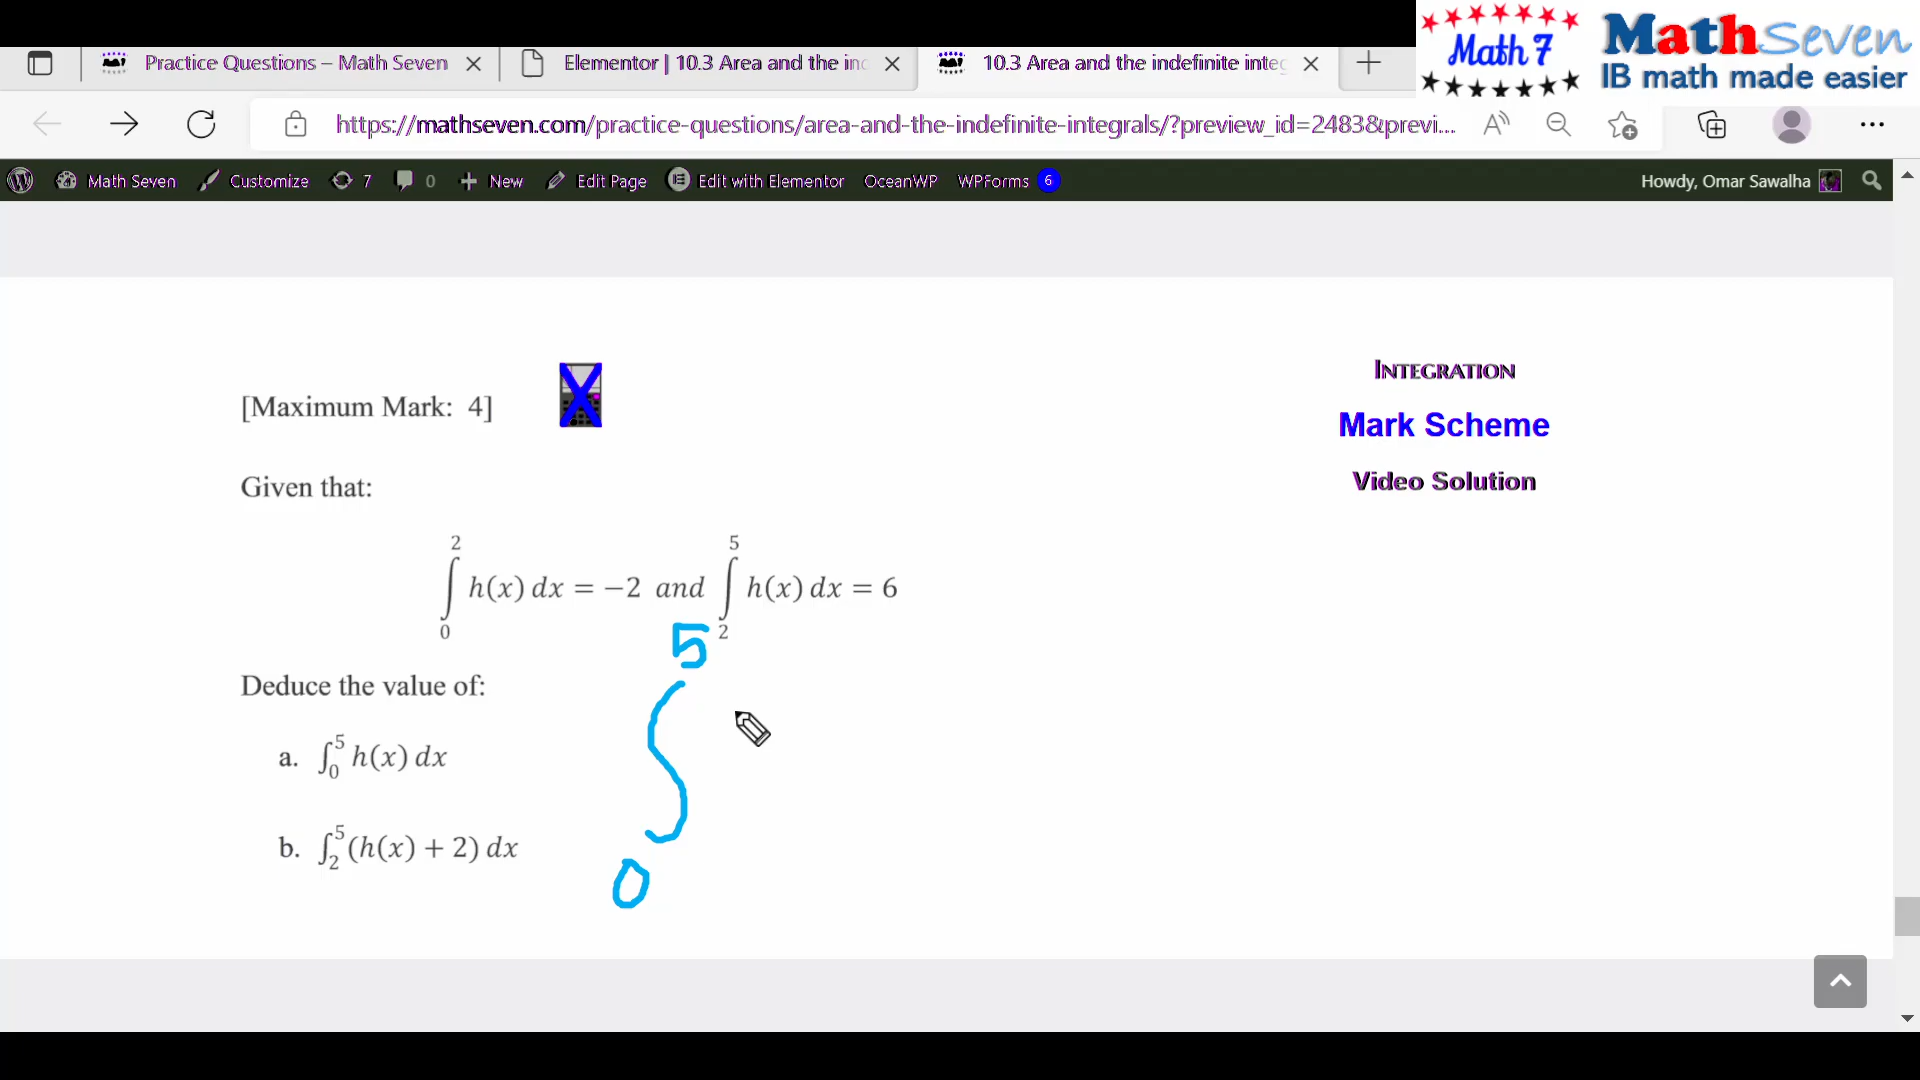 Math 7
MathSeven
IB math made easier
Practice Questions – Math Seven
Elementor | 10.3 Area and the inc
10.3 Area and the indefinite integ
https://mathseven.com/practice-questions/area-and-the-indefinite-integrals/?preview_id=2483&previ...
Math Seven Customize 7 0 New Edit Page Edit with Elementor OceanWP WPForms 6 Howdy, Omar Sawalha
[Maximum Mark: 4]
INTEGRATION
Mark Scheme
Video Solution
Given that:
∫₀² h(x) dx = −2 and ∫₂⁵ h(x) dx = 6
Deduce the value of:
a. ∫₀⁵ h(x) dx
b. ∫₂⁵ (h(x) + 2) dx
5
∫
0